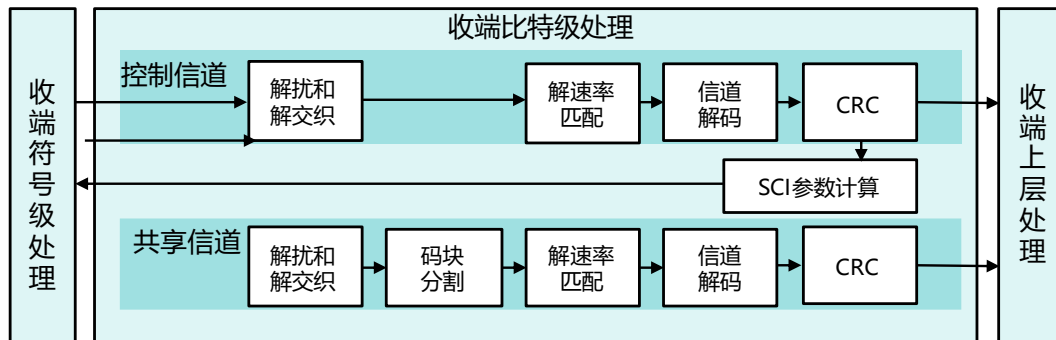 收端符号级处理
收端比特级处理
控制信道
解扰和
解交织
解速率
匹配
信道
解码
CRC
SCI参数计算
共享信道
解扰和
解交织
码块
分割
解速率
匹配
信道
解码
CRC
收端上层处理